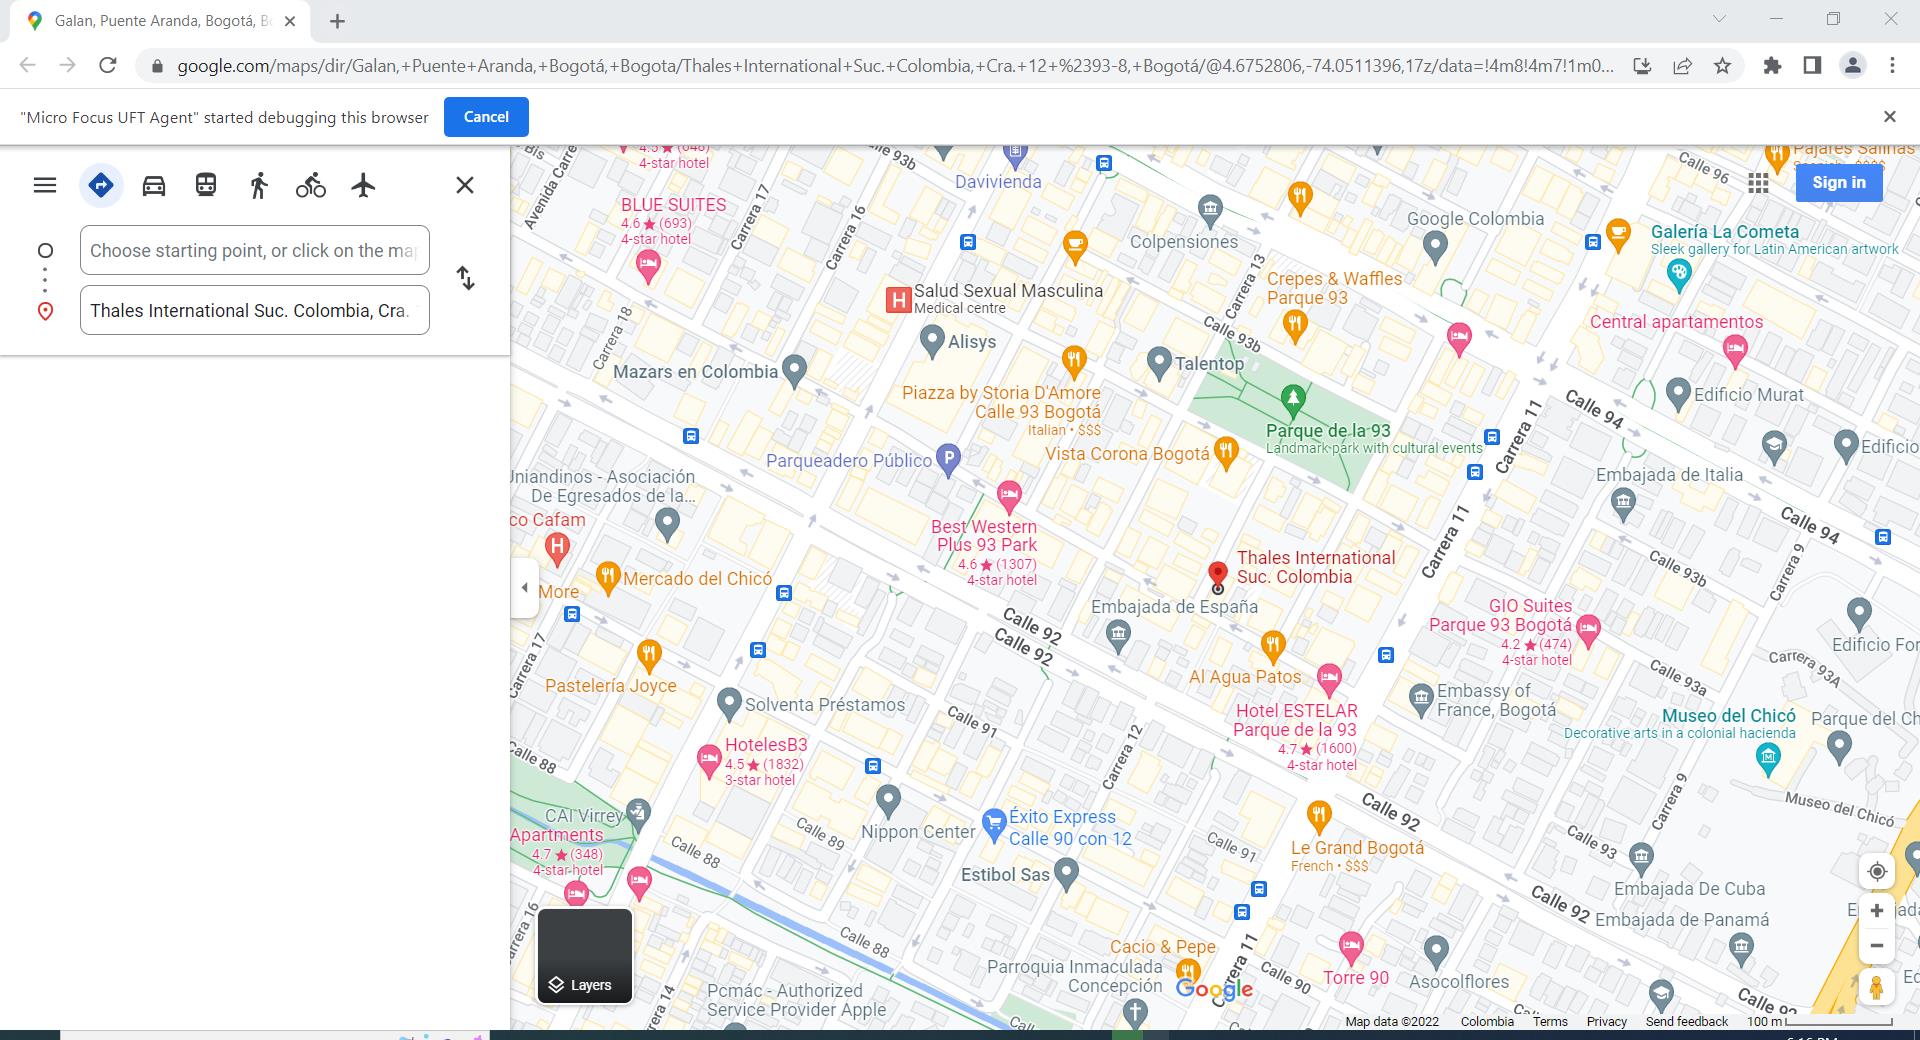 Galan, Puente Aranda, Bogotá, B
google.com/maps/dir/Galan,+Puente+Aranda,+Bogotá,+Bogota/Thales+International+Suc.+Colombia,+Cra.+12+%2393-8,+Bogotá/@4.6752806,-74.0511396,17z/data=!4m8!4m7!1m0...
"Micro Focus UFT Agent" started debugging this browser
Cancel
Choose starting point, or click on the map
Thales International Suc. Colombia, Cra.
Sign in
4-star hotel
Calle 93b
Davivienda
Pajares Salinas
Calle 96
Avenida Carre
BLUE SUITES
4.6 ★ (693)
4-star hotel
Carrera 17
Carrera 16
Colpensiones
Google Colombia
Galería La Cometa
Sleek gallery for Latin American artwork
Carrera 13
Crepes & Waffles
Parque 93
H
Salud Sexual Masculina
Medical centre
Central apartamentos
Carrera 18
Alisys
Calle 93b
Mazars en Colombia
Talentop
Piazza by Storia D'Amore
Calle 93 Bogotá
Italian • $$$
Edificio Murat
Calle 94
Carrera 11
Parque de la 93
Landmark park with cultural events
Vista Corona Bogotá
Parqueadero Público
P
Edificio
Uniandinos - Asociación
De Egresados de la...
Embajada de Italia
co Cafam
H
Best Western
Plus 93 Park
4.6 ★ (1307)
4-star hotel
Calle 94
Carrera 11
Thales International
Suc. Colombia
Calle 93b
Carrera 9
More
Mercado del Chicó
Embajada de España
Calle 92
Calle 92
GIO Suites
Parque 93 Bogotá
4.2 ★ (474)
4-star hotel
Edificio For
Carrera 17
Pastelería Joyce
Al Agua Patos
Carrera 93A
Calle 93a
Solventa Préstamos
Embassy of
France, Bogotá
Hotel ESTELAR
Parque de la 93
4.7 ★ (1600)
4-star hotel
Calle 91
Museo del Chicó
Decorative arts in a colonial hacienda
Parque del Ch
Calle 88
HotelesB3
4.5 ★ (1832)
3-star hotel
Carrera 12
Carrera 9
Museo del Chicó
CAI Virrey
Apartments
4.7 ★ (348)
4-star hotel
Calle 88
Calle 89
Nippon Center
Éxito Express
Calle 90 con 12
Calle 92
Calle 91
Le Grand Bogotá
French • $$$
Calle 93
Estibol Sas
Embajada De Cuba
Calle 92
Embajada de Panamá
Carrera 16
Calle 88
Cacio & Pepe
Parroquia Inmaculada
Concepción
Carrera 11
Calle 90
Torre 90
Asocolflores
Layers
Carrera 14
Pcmác - Authorized
Service Provider Apple
Google
Calle 92
Map data ©2022 Colombia Terms Privacy Send feedback 100 m